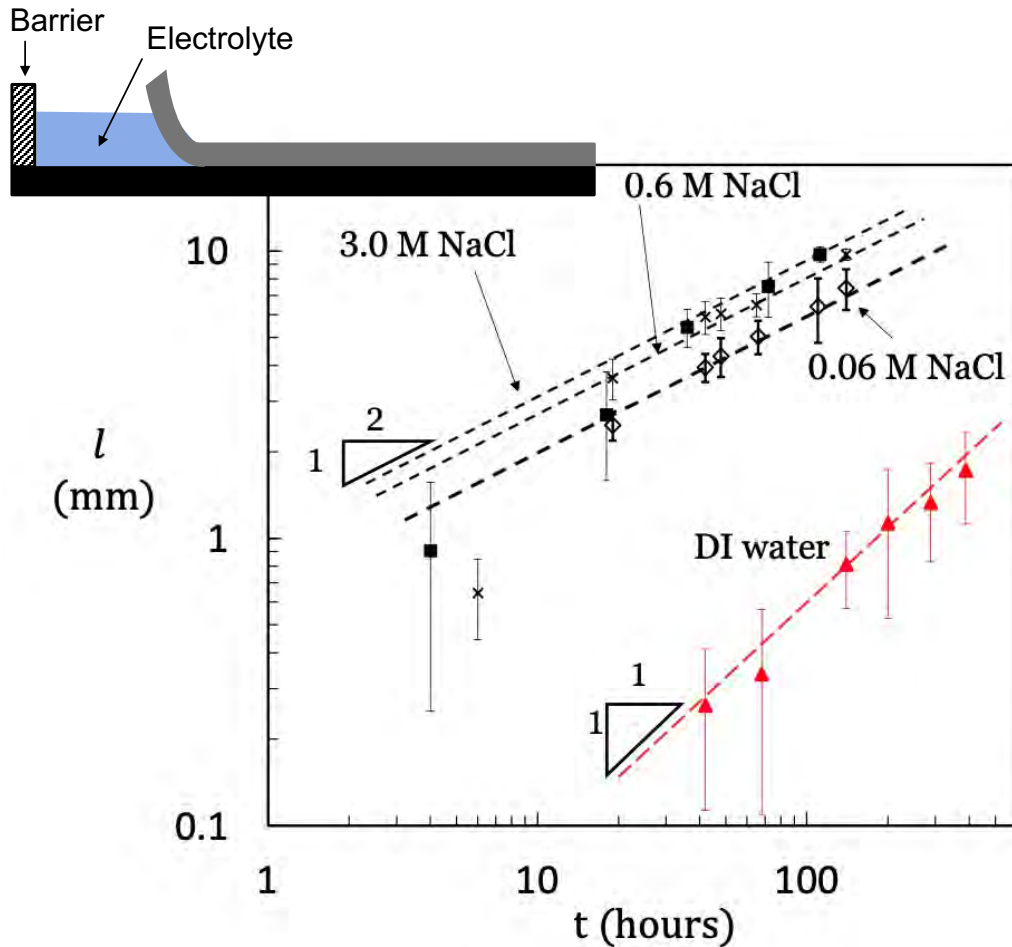 Barrier
Electrolyte
0.6 M NaCl
3.0 M NaCl
10
2
1
0.06 M NaCl
l
(mm)
1
DI water
1
1
0.1
1
10
100
t (hours)